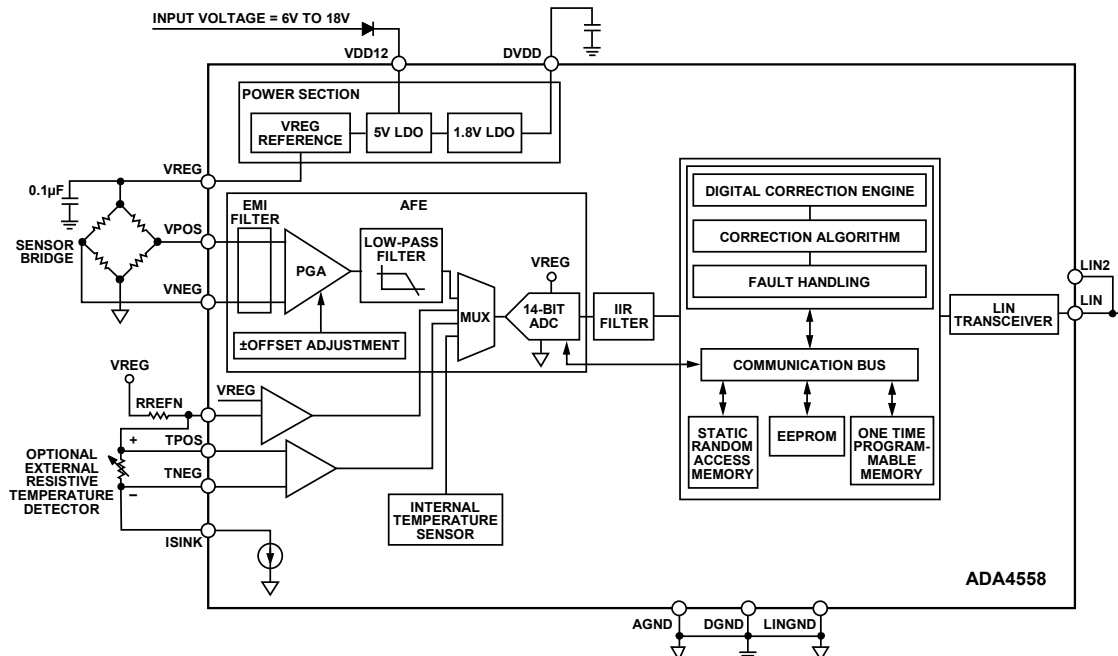 INPUT VOLTAGE = 6V TO 18V
VDD12
DVDD
POWER SECTION
VREG
REFERENCE
5V LDO
1.8V LDO
VREG
0.1µF
VPOS
SENSOR
BRIDGE
VNEG
EMI
FILTER
AFE
PGA
LOW-PASS
FILTER
±OFFSET ADJUSTMENT
MUX
VREG
14-BIT
ADC
IIR
FILTER
DIGITAL CORRECTION ENGINE
CORRECTION ALGORITHM
FAULT HANDLING
COMMUNICATION BUS
STATIC
RANDOM
ACCESS
MEMORY
EEPROM
ONE TIME
PROGRAM-
MABLE
MEMORY
LIN
TRANSCEIVER
LIN2
LIN
VREG
RREFN
VREG
+
TPOS
OPTIONAL
EXTERNAL
RESISTIVE
TEMPERATURE
DETECTOR
TNEG
–
ISINK
INTERNAL
TEMPERATURE
SENSOR
ADA4558
AGND
DGND
LINGND